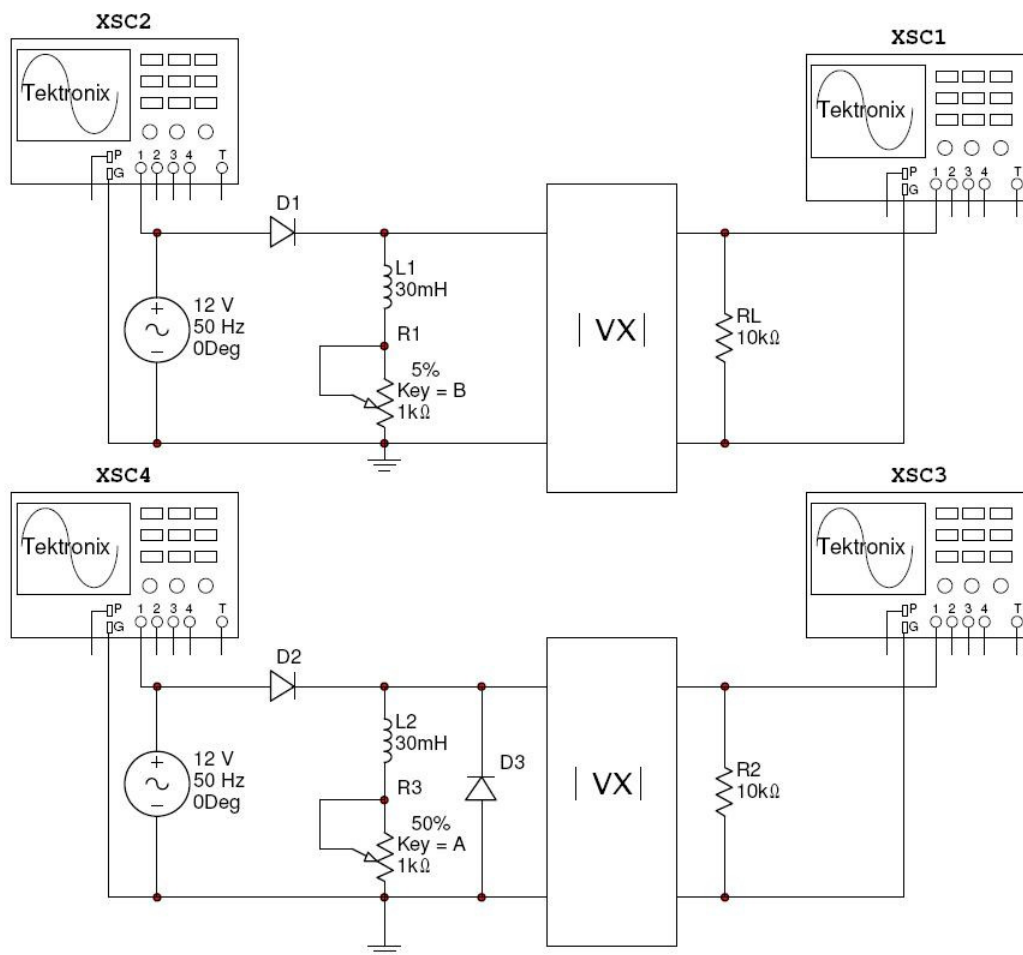 XSC2
XSC1
Tektronix
P
G
1 2 3 4 T
Tektronix
P
G
1 2 3 4 T
D1
L1
30mH
12 V
50 Hz
0Deg
R1
5%
Key = B
1kΩ
|VX|
RL
10kΩ
XSC4
XSC3
Tektronix
P
G
1 2 3 4 T
Tektronix
P
G
1 2 3 4 T
D2
L2
30mH
D3
12 V
50 Hz
0Deg
R3
50%
Key = A
1kΩ
|VX|
R2
10kΩ